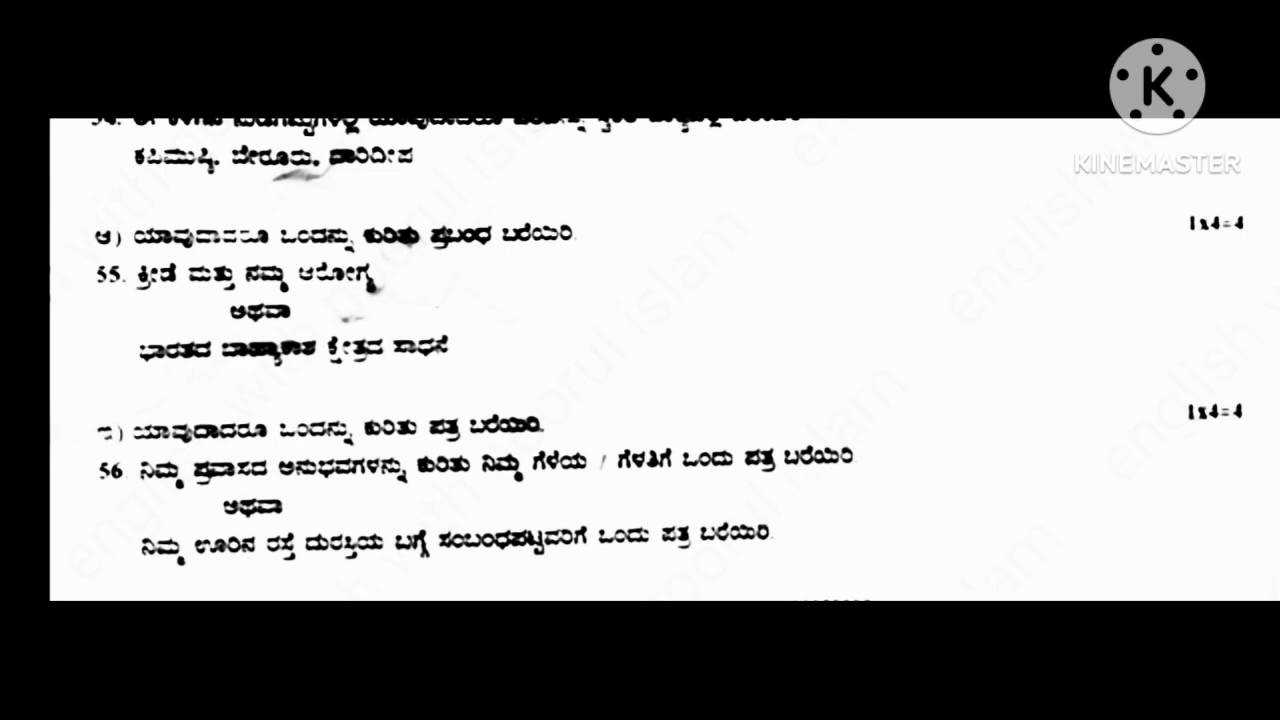 KINEMASTER
ಕಪಿಮುಷ್ಠಿ, ಬೇರೂರು, ದಾರಿದೀಪ
ಆ) ಯಾವುದಾದರೂ ಒಂದನ್ನು ಕುರಿತು ಪ್ರಬಂಧ ಬರೆಯಿರಿ. 1x4=4
55. ಕ್ರೀಡೆ ಮತ್ತು ನಮ್ಮ ಆರೋಗ್ಯ
ಅಥವಾ
ಭಾರತದ ಬಾಹ್ಯಾಕಾಶ ಕ್ಷೇತ್ರದ ಸಾಧನೆ
ಇ) ಯಾವುದಾದರೂ ಒಂದನ್ನು ಕುರಿತು ಪತ್ರ ಬರೆಯಿರಿ. 1x4=4
56. ನಿಮ್ಮ ಪ್ರವಾಸದ ಅನುಭವಗಳನ್ನು ಕುರಿತು ನಿಮ್ಮ ಗೆಳೆಯ / ಗೆಳತಿಗೆ ಒಂದು ಪತ್ರ ಬರೆಯಿರಿ.
ಅಥವಾ
ನಿಮ್ಮ ಊರಿನ ರಸ್ತೆ ದುರಸ್ತಿಯ ಬಗ್ಗೆ ಸಂಬಂಧಪಟ್ಟವರಿಗೆ ಒಂದು ಪತ್ರ ಬರೆಯಿರಿ.